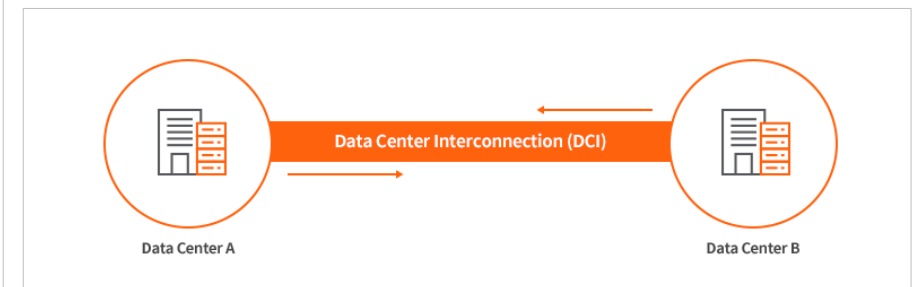 Data Center Interconnection (DCI)
Data Center A
Data Center B